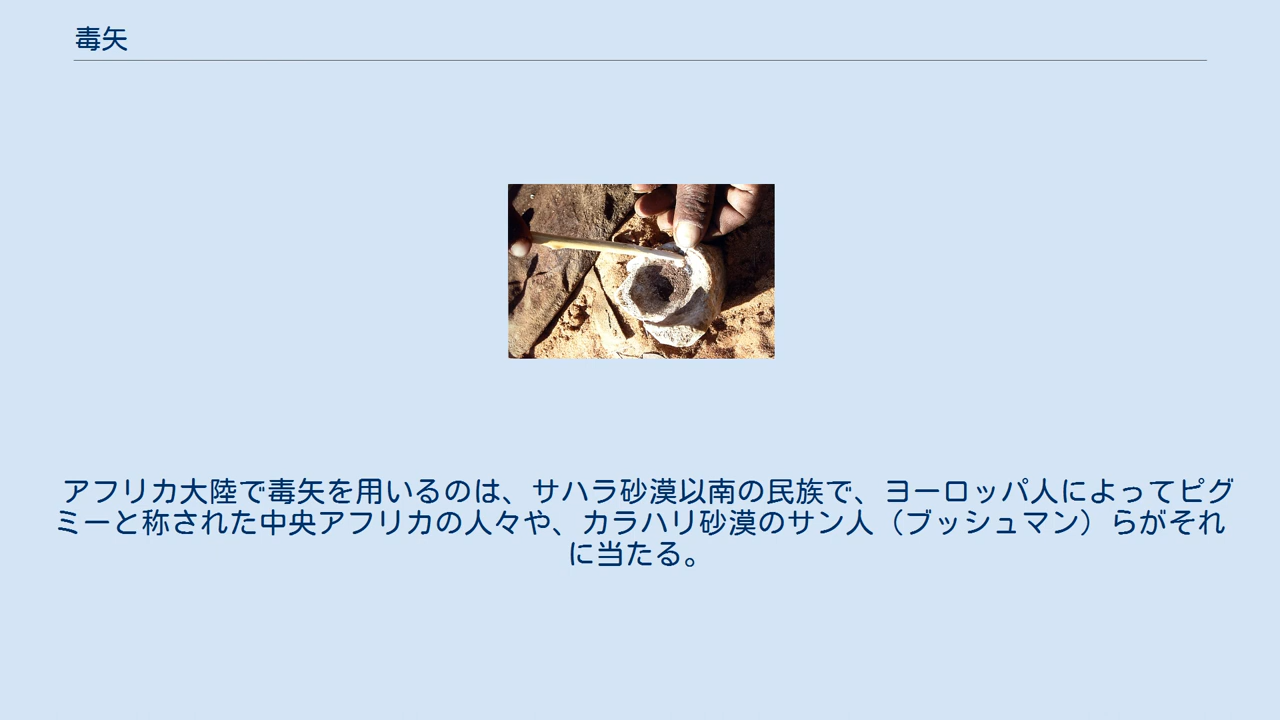 毒矢
アフリカ大陸で毒矢を用いるのは、サハラ砂漠以南の民族で、ヨーロッパ人によってピグ
ミーと称された中央アフリカの人々や、カラハリ砂漠のサン人（ブッシュマン）らがそれ
に当たる。